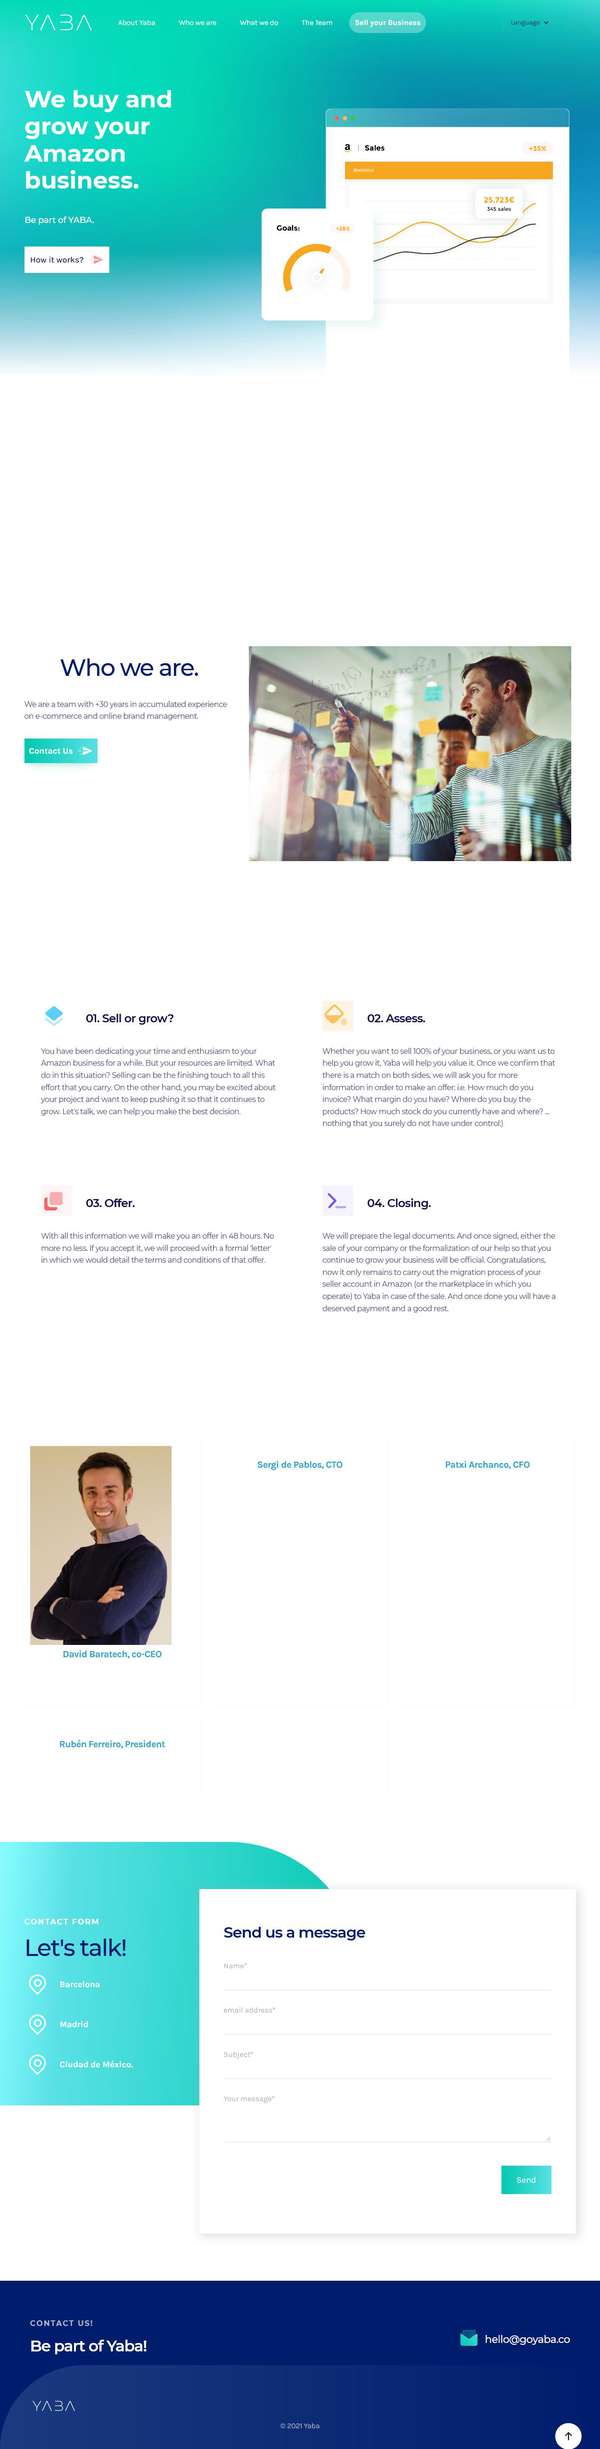 YABA
About Yaba
Who we are
What we do
The Team
Sell your Business
Language
We buy and
grow your
Amazon
business.
Be part of YABA.
How it works?
a | Sales
+35%
25.723€
345 sales
Goals:
Who we are.
We are a team with +30 years in accumulated experience
on e-commerce and online brand management.
Contact Us
01. Sell or grow?
You have been dedicating your time and enthusiasm to your
Amazon business for a while. But your resources are limited. What
do in this situation? Selling can be the finishing touch to all this
effort that you carry. On the other hand, you may be excited about
your project and want to keep pushing it so that it continues to
grow. Let's talk, we can help you make the best decision.
02. Assess.
Whether you want to sell 100% of your business, or you want us to
help you grow it, Yaba will help you value it. Once we confirm that
there is a match on both sides, we will ask you for more
information in order to make an offer: i.e. How much do you
invoice? What margin do you have? Where do you buy the
products? How much stock do you currently have and where? ...
nothing that you surely do not have under control:)
03. Offer.
With all this information we will make you an offer in 48 hours. No
more no less. If you accept it, we will proceed with a formal 'letter'
in which we would detail the terms and conditions of that offer.
04. Closing.
We will prepare the legal documents. And once signed, either the
sale of your company or the formalization of our help so that you
continue to grow your business will be official. Congratulations,
now it only remains to carry out the migration process of your
seller account in Amazon (or the marketplace in which you
operate) to Yaba in case of the sale. And once done you will have a
deserved payment and a good rest.
David Baratech, co-CEO
Sergi de Pablos, CTO
Patxi Archanco, CFO
Rubén Ferreiro, President
CONTACT FORM
Let's talk!
Barcelona
Madrid
Ciudad de México.
Send us a message
Name*
email address*
Subject*
Your message*
Send
CONTACT US!
Be part of Yaba!
hello@goyaba.co
YABA
© 2021 Yaba